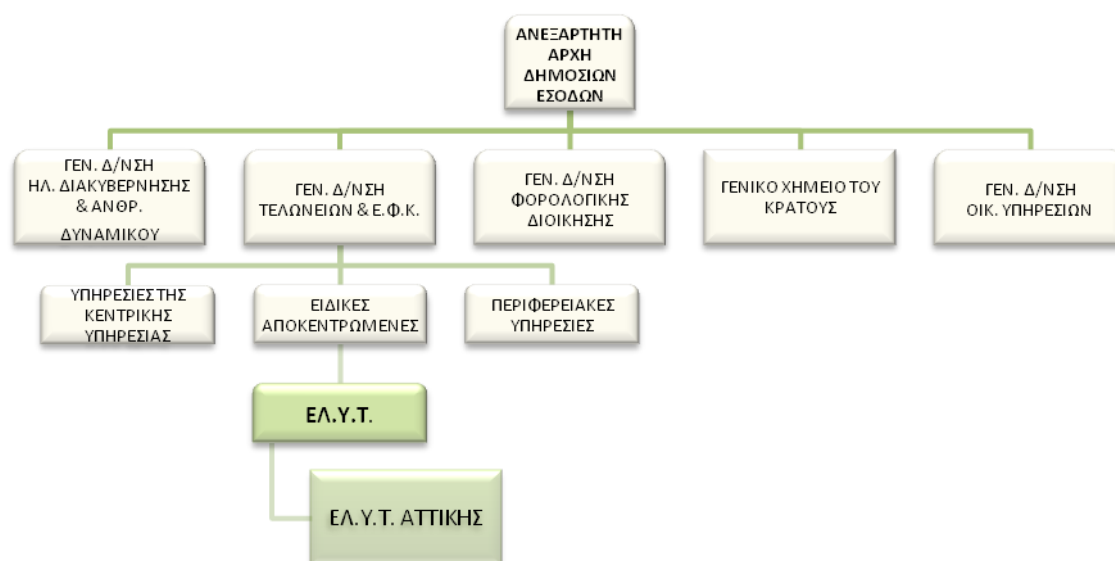 ΑΝΕΞΑΡΤΗΤΗ
ΑΡΧΗ
ΔΗΜΟΣΙΩΝ
ΕΣΟΔΩΝ
ΓΕΝ. Δ/ΝΣΗ
ΗΛ. ΔΙΑΚΥΒΕΡΝΗΣΗΣ
& ΑΝΘΡ.
ΔΥΝΑΜΙΚΟΥ
ΓΕΝ. Δ/ΝΣΗ
ΤΕΛΩΝΕΙΩΝ & Ε.Φ.Κ.
ΓΕΝ. Δ/ΝΣΗ
ΦΟΡΟΛΟΓΙΚΗΣ
ΔΙΟΙΚΗΣΗΣ
ΓΕΝΙΚΟ ΧΗΜΕΙΟ ΤΟΥ
ΚΡΑΤΟΥΣ
ΓΕΝ. Δ/ΝΣΗ
ΟΙΚ. ΥΠΗΡΕΣΙΩΝ
ΥΠΗΡΕΣΙΕΣ ΤΗΣ
ΚΕΝΤΡΙΚΗΣ
ΥΠΗΡΕΣΙΑΣ
ΕΙΔΙΚΕΣ
ΑΠΟΚΕΝΤΡΩΜΕΝΕΣ
ΠΕΡΙΦΕΡΕΙΑΚΕΣ
ΥΠΗΡΕΣΙΕΣ
ΕΛ.Υ.Τ.
ΕΛ.Υ.Τ. ΑΤΤΙΚΗΣ